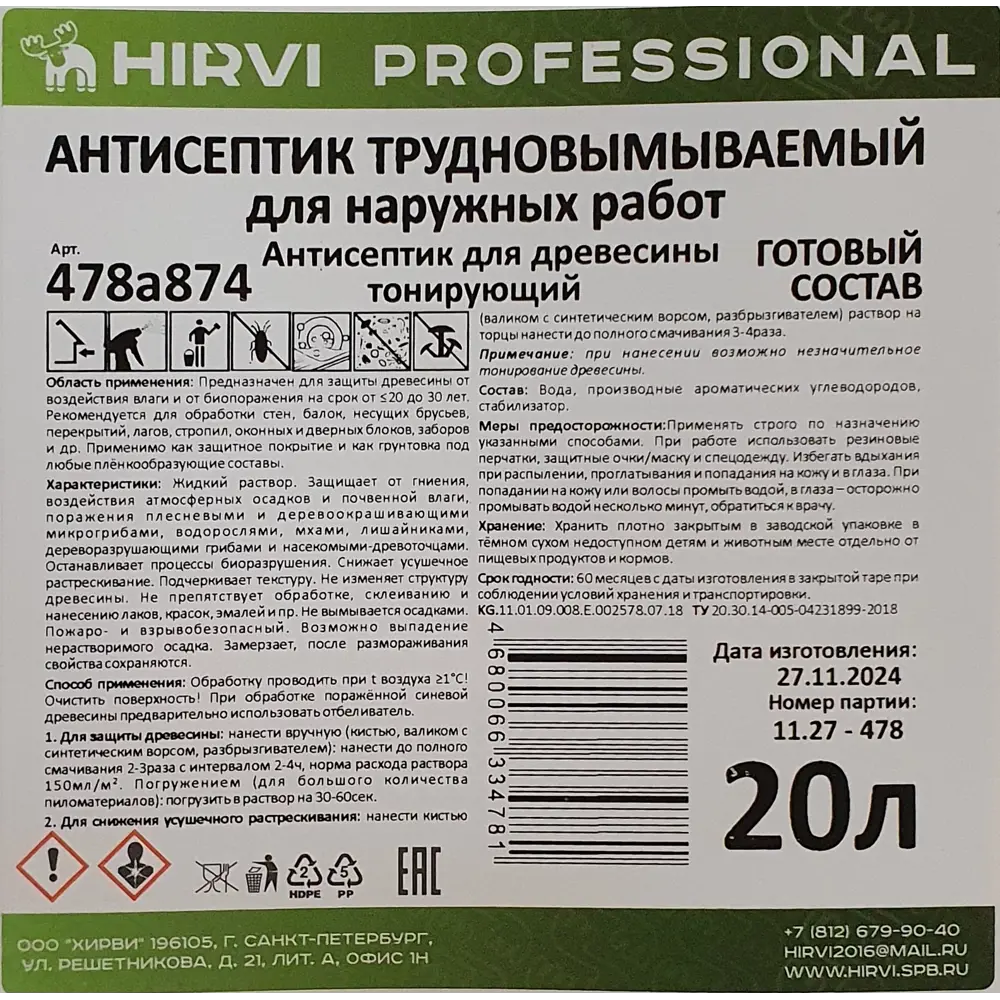 HIRVI PROFESSIONAL
АНТИСЕПТИК ТРУДНОВЫМЫВАЕМЫЙ
для наружных работ
Арт.
478а874
Антисептик для древесины
тонирующий
ГОТОВЫЙ
СОСТАВ
Область применения: Предназначен для защиты древесины от
воздействия влаги и от биопоражения на срок от ≤20 до 30 лет.
Рекомендуется для обработки стен, балок, несущих брусьев,
перекрытий, лагов, стропил, оконных и дверных блоков, заборов
и др. Применимо как защитное покрытие и как грунтовка под
любые плёнкообразующие составы.
Характеристики: Жидкий раствор. Защищает от гниения,
воздействия атмосферных осадков и почвенной влаги,
поражения плесневыми и деревоокрашивающими
микрогрибами, водорослями, мхами, лишайниками,
дереворазрушающими грибами и насекомыми-древоточцами.
Останавливает процессы биоразрушения. Снижает усушечное
растрескивание. Подчеркивает текстуру. Не изменяет структуру
древесины. Не препятствует обработке, склеиванию и
нанесению лаков, красок, эмалей и пр. Не вымывается осадками.
Пожаро- и взрывобезопасный. Возможно выпадение
нерастворимого осадка. Замерзает, после размораживания
свойства сохраняются.
Способ применения: Обработку проводить при t воздуха ≥1°С!
Очистить поверхность! При обработке поражённой синевой
древесины предварительно использовать отбеливатель.
1. Для защиты древесины: нанести вручную (кистью, валиком с
синтетическим ворсом, разбрызгивателем): нанести до полного
смачивания 2-3раза с интервалом 2-4ч, норма расхода раствора
150мл/м². Погружением (для большого количества
пиломатериалов): погрузить в раствор на 30-60сек.
2. Для снижения усушечного растрескивания: нанести кистью
(валиком с синтетическим ворсом, разбрызгивателем) раствор на
торцы нанести до полного смачивания 3-4раза.
Примечание: при нанесении возможно незначительное
тонирование древесины.
Состав: Вода, производные ароматических углеводородов,
стабилизатор.
Меры предосторожности:Применять строго по назначению
указанными способами. При работе использовать резиновые
перчатки, защитные очки/маску и спецодежду. Избегать вдыхания
при распылении, проглатывания и попадания на кожу и в глаза. При
попадании на кожу или волосы промыть водой, в глаза – осторожно
промывать водой несколько минут, обратиться к врачу.
Хранение: Хранить плотно закрытым в заводской упаковке в
тёмном сухом недоступном детям и животным месте отдельно от
пищевых продуктов и кормов.
Срок годности: 60 месяцев с даты изготовления в закрытой таре при
соблюдении условий хранения и транспортировки.
KG.11.01.09.008.E.002578.07.18 ТУ 20.30.14-005-04231899-2018
4 680066 334781
Дата изготовления:
27.11.2024
Номер партии:
11.27 - 478
20л
2
HDPE
5
PP
EAC
ООО "ХИРВИ" 196105, Г. САНКТ-ПЕТЕРБУРГ,
УЛ. РЕШЕТНИКОВА, Д. 21, ЛИТ. А, ОФИС 1Н
+7 (812) 679-90-40
HIRVI2016@MAIL.RU
WWW.HIRVI.SPB.RU